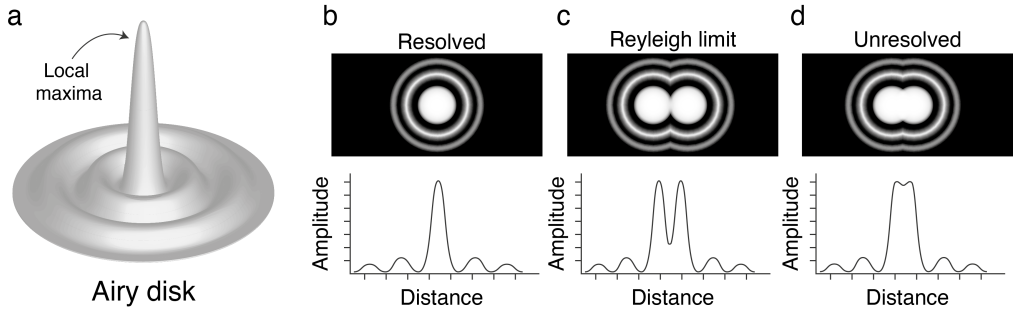 a
Local
maxima
Airy disk
b
Resolved
Amplitude
Distance
c
Reyleigh limit
Amplitude
Distance
d
Unresolved
Amplitude
Distance